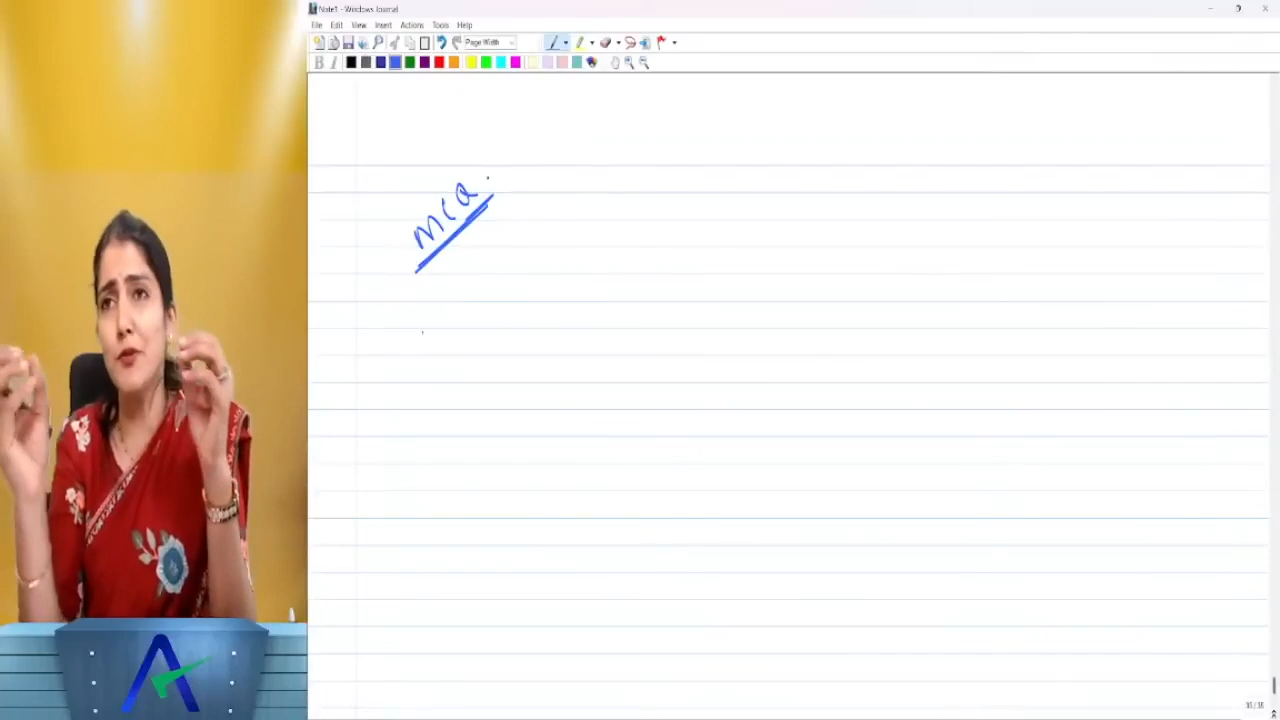 Note1 - Windows Journal
File Edit View Insert Actions Tools Help
Page Width
B I
MCQ